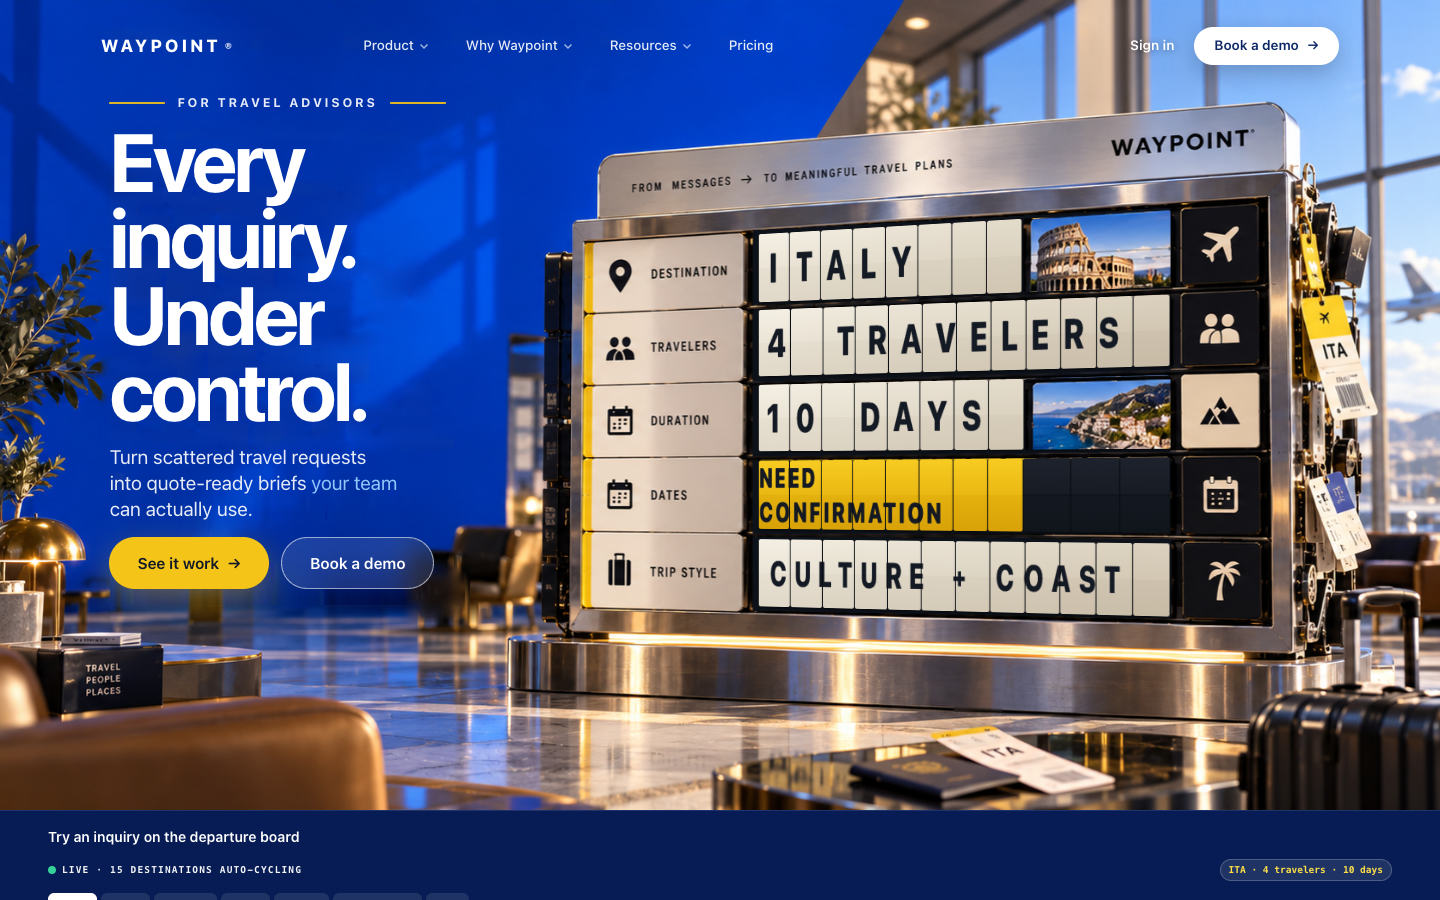 WAYPOINT ®
Product
Why Waypoint
Resources
Pricing
Sign in
Book a demo →
FOR TRAVEL ADVISORS
Every
inquiry.
Under
control.
Turn scattered travel requests
into quote-ready briefs your team
can actually use.
See it work →
Book a demo
FROM MESSAGES → TO MEANINGFUL TRAVEL PLANS
WAYPOINT
DESTINATION
ITALY
TRAVELERS
4 TRAVELERS
DURATION
10 DAYS
DATES
NEED
CONFIRMATION
TRIP STYLE
CULTURE + COAST
ITA
TRAVEL
PEOPLE
PLACES
ITA
Try an inquiry on the departure board
LIVE · 15 DESTINATIONS AUTO-CYCLING
ITA · 4 travelers · 10 days